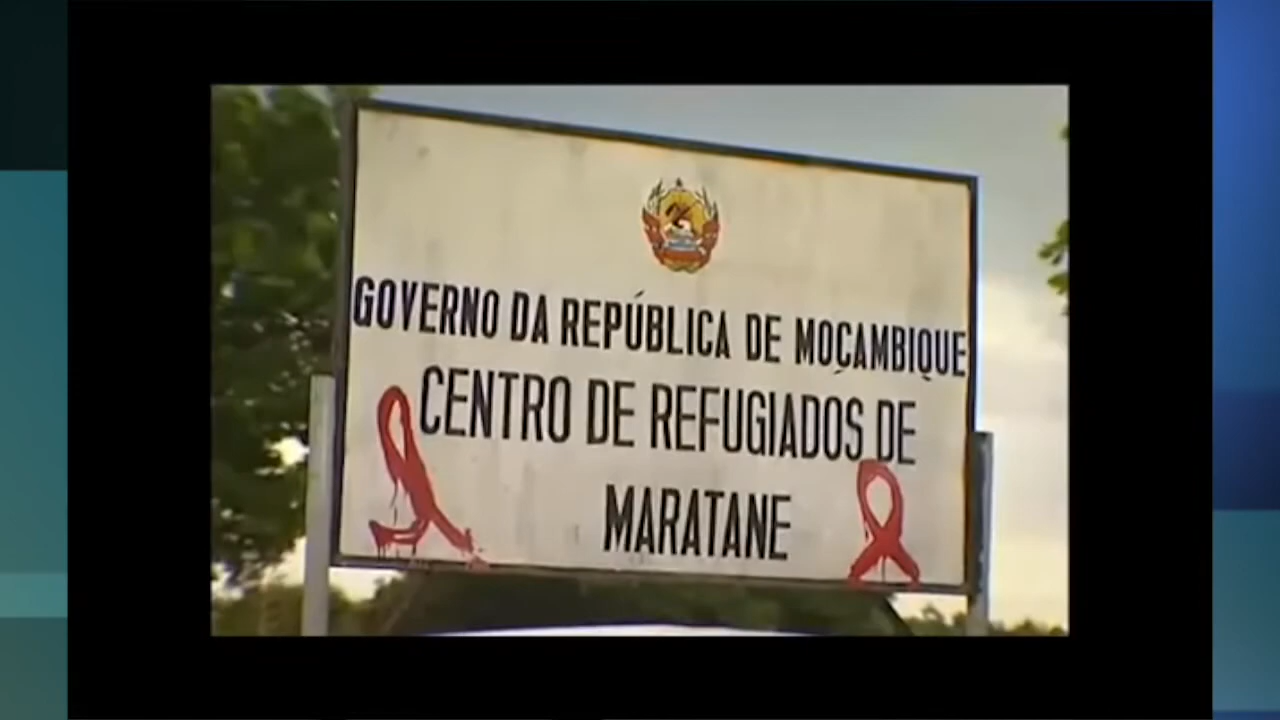 GOVERNO DA REPÚBLICA DE MOÇAMBIQUE
CENTRO DE REFUGIADOS DE
MARATANE